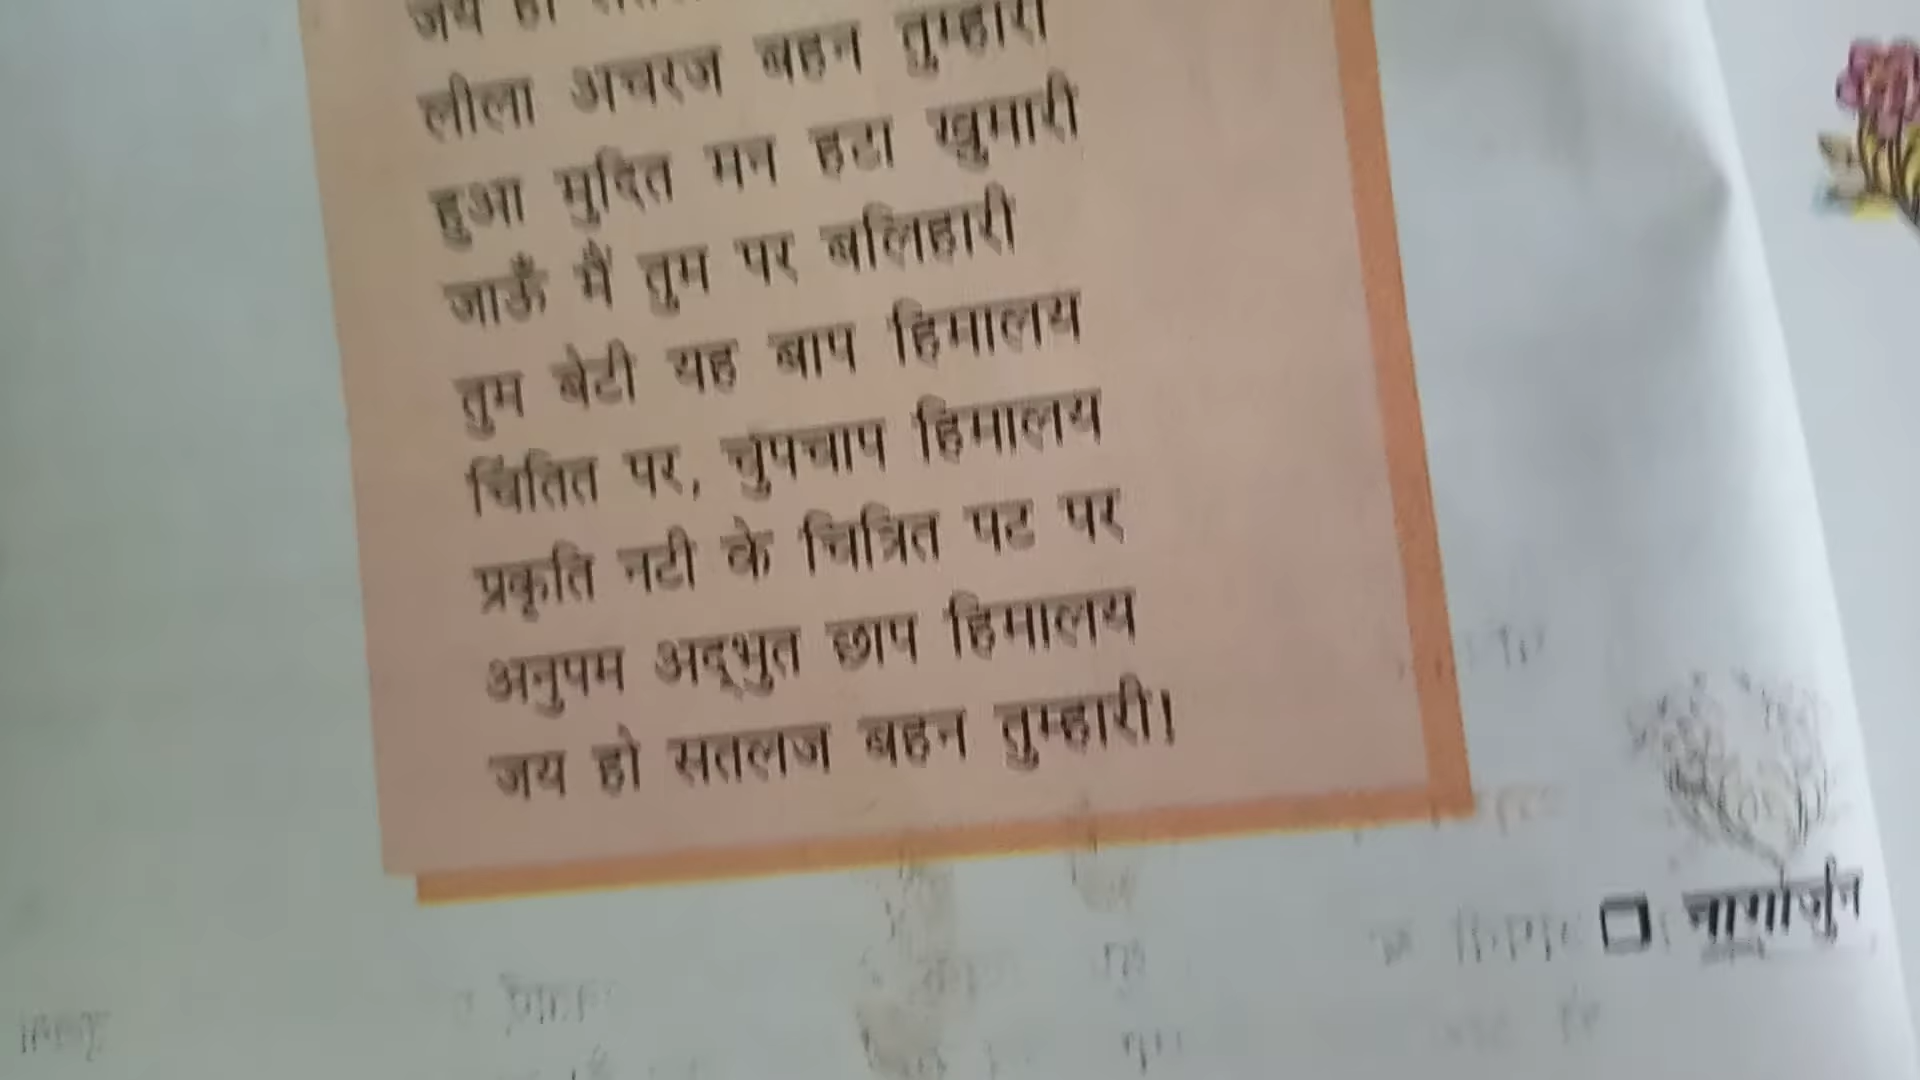 जय हो
लीला अचरज बहन तुम्हारी
हुआ मुदित मन हटा खुमारी
जाऊँ मैं तुम पर बलिहारी
तुम बेटी यह बाप हिमालय
चिंतित पर, चुपचाप हिमालय
प्रकृति नटी के चित्रित पट पर
अनुपम अद्भुत छाप हिमालय
जय हो सतलज बहन तुम्हारी!
नागार्जुन